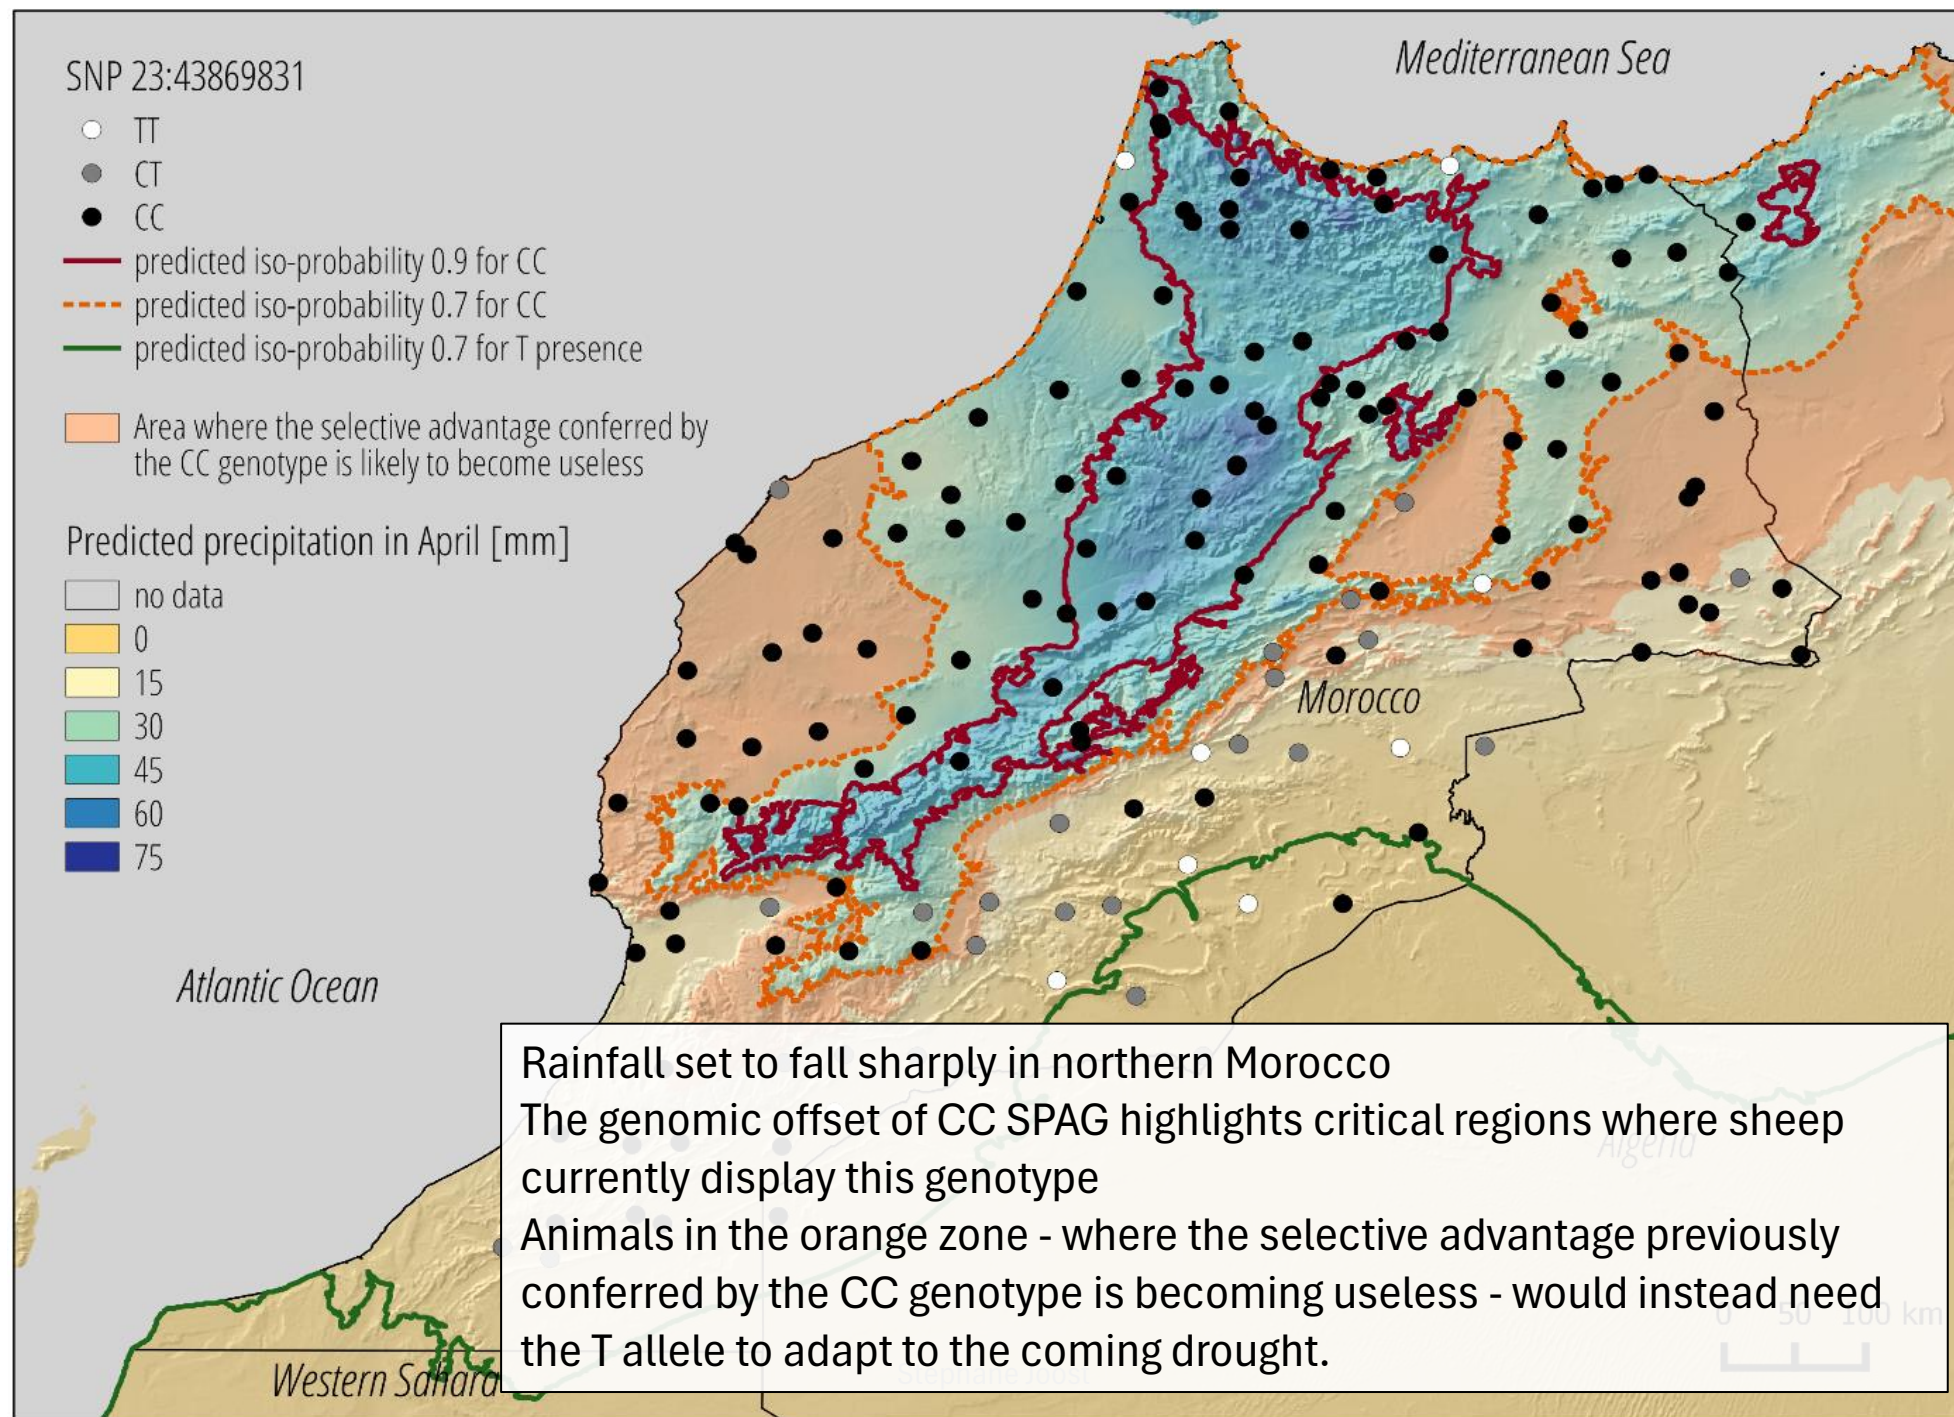 Mediterranean Sea
SNP 23:43869831
TT
CT
CC
predicted iso-probability 0.9 for CC
predicted iso-probability 0.7 for CC
predicted iso-probability 0.7 for T presence
Area where the selective advantage conferred by
the CC genotype is likely to become useless
Predicted precipitation in April [mm]
no data
0
15
30
45
60
75
Morocco
Atlantic Ocean
Rainfall set to fall sharply in northern Morocco
The genomic offset of CC SPAG highlights critical regions where sheep
currently display this genotype
Animals in the orange zone - where the selective advantage previously
conferred by the CC genotype is becoming useless - would instead need
the T allele to adapt to the coming drought.
Algeria
0 50 100 km
Western Sahara
Stéphane Joost